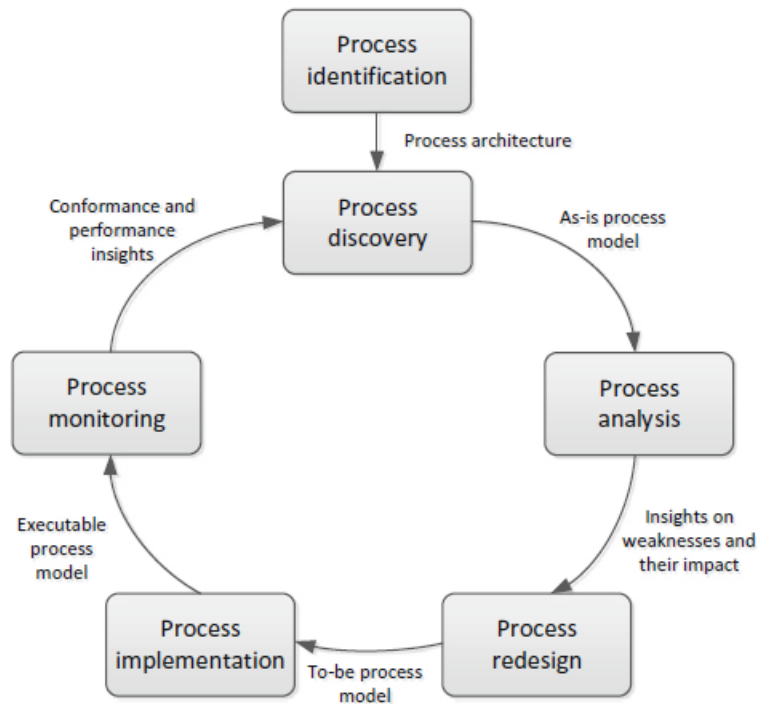 Process
identification
Process architecture
Process
discovery
As-is process
model
Process
analysis
Insights on
weaknesses and
their impact
Process
redesign
To-be process
model
Process
implementation
Executable
process
model
Process
monitoring
Conformance and
performance
insights